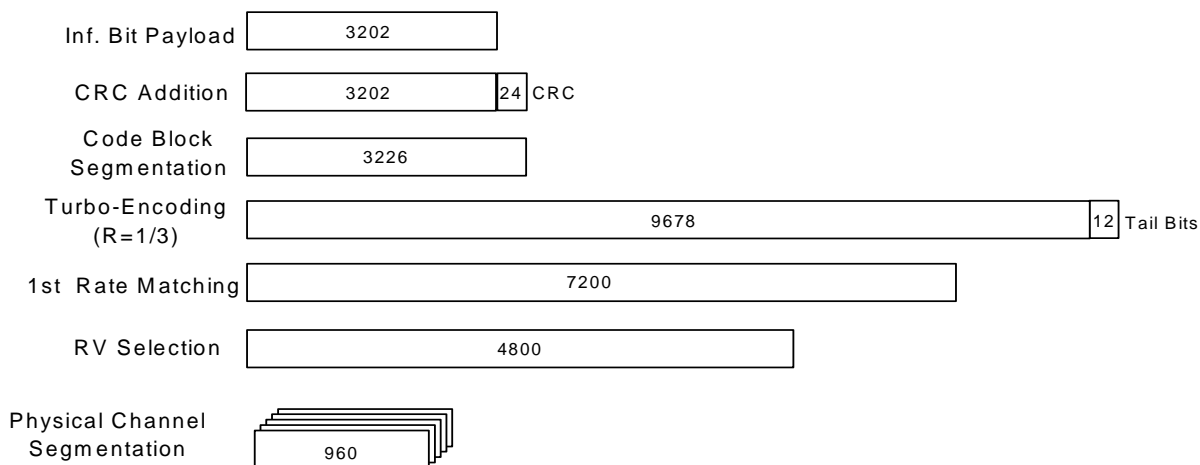 Inf. Bit Payload 3202
CRC Addition 3202 24 CRC
Code Block
Segmentation 3226
Turbo-Encoding
(R=1/3) 9678 12 Tail Bits
1st Rate Matching 7200
RV Selection 4800
Physical Channel
Segmentation 960